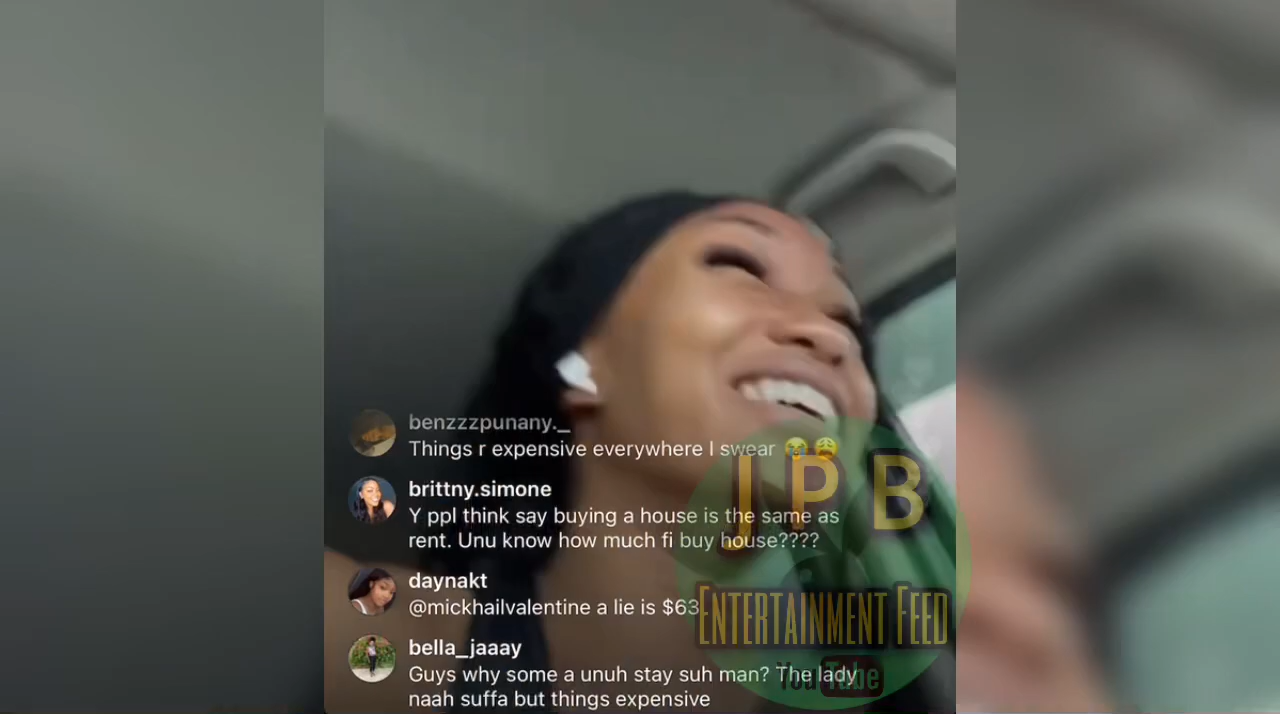 benzzzpunany._
Things r expensive everywhere I swear 😭😩
brittny.simone
Y ppl think say buying a house is the same as
rent. Unu know how much fi buy house????
daynakt
@mickhailvalentine a lie is $63
bella_jaaay
Guys why some a unuh stay suh man? The lady
naah suffa but things expensive
JPB
ENTERTAINMENT FEED
YouTube